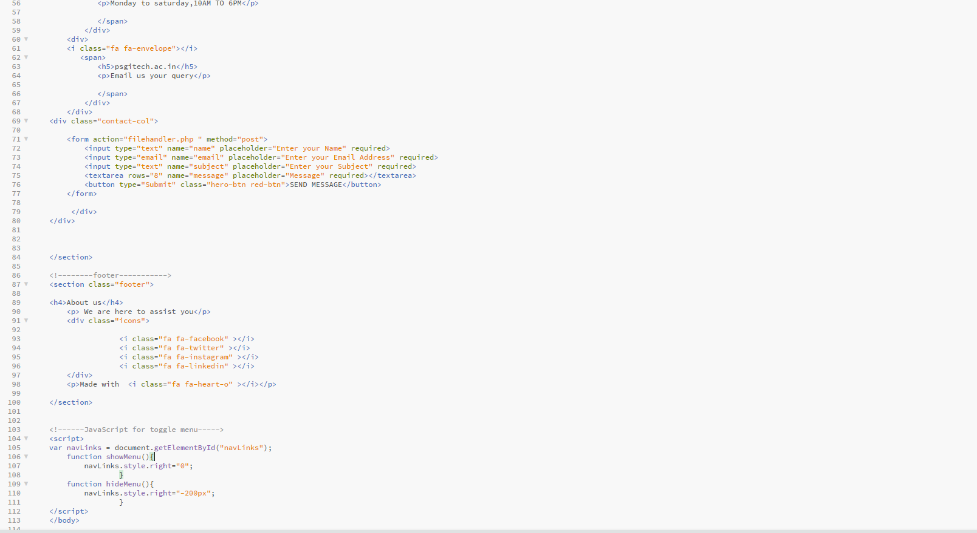 56 <p>Monday to saturday,10AM TO 6PM</p>
57
58 </span>
59 </div>
60 <div>
61 <i class="fa fa-envelope"></i>
62 <span>
63 <h5>psgitech.ac.in</h5>
64 <p>Email us your query</p>
65
66 </span>
67 </div>
68 </div>
69 <div class="contact-col">
70
71 <form action="filehandler.php " method="post">
72 <input type="text" name="name" placeholder="Enter your Name" required>
73 <input type="email" name="email" placeholder="Enter your Email Address" required>
74 <input type="text" name="subject" placeholder="Enter your Subject" required>
75 <textarea rows="8" name="message" placeholder="Message" required></textarea>
76 <button type="Submit" class="hero-btn red-btn">SEND MESSAGE</button>
77 </form>
78
79 </div>
80 </div>
81
82
83
84 </section>
85
86 <!--------footer----------->
87 <section class="footer">
88
89 <h4>About us</h4>
90 <p> We are here to assist you</p>
91 <div class="icons">
92
93 <i class="fa fa-facebook" ></i>
94 <i class="fa fa-twitter" ></i>
95 <i class="fa fa-instagram" ></i>
96 <i class="fa fa-linkedin" ></i>
97 </div>
98 <p>Made with <i class="fa fa-heart-o" ></i></p>
99
100 </section>
101
102
103 <!------JavaScript for toggle menu----->
104 <script>
105 var navLinks = document.getElementById("navLinks");
106 function showMenu(){
107 navLinks.style.right="0";
108 }
109 function hideMenu(){
110 navLinks.style.right="-200px";
111 }
112 </script>
113 </body>